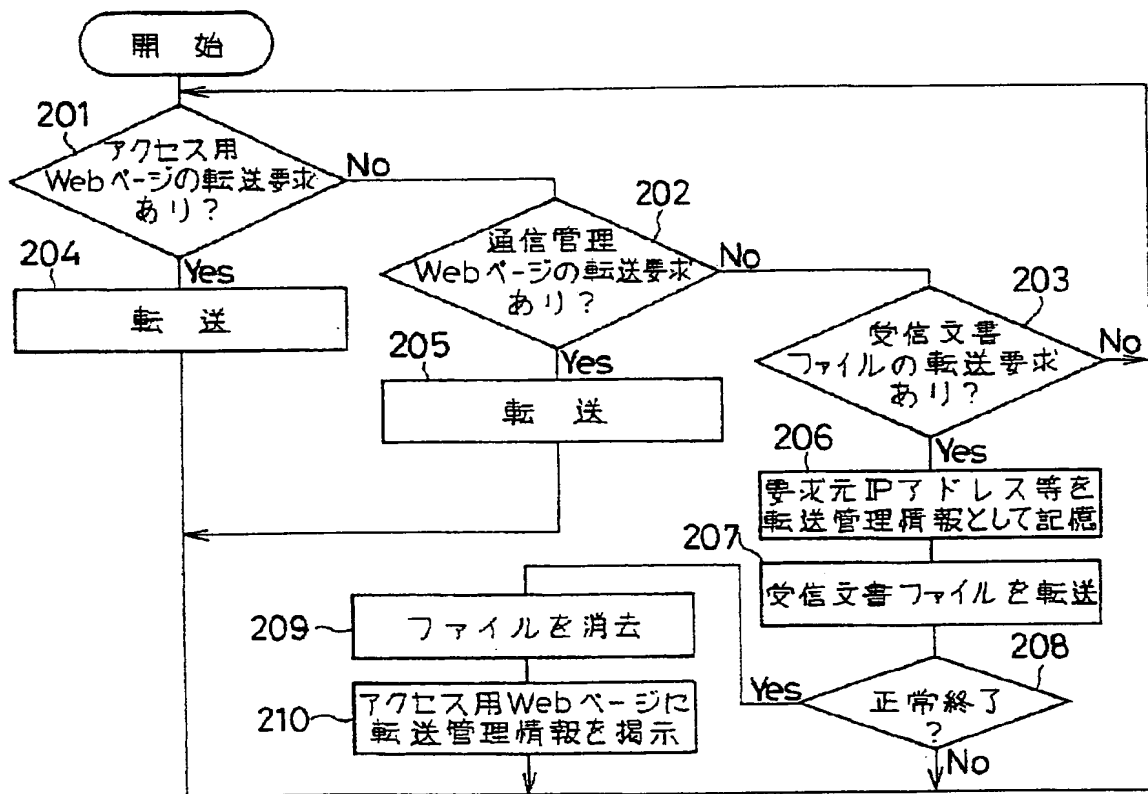 開始
201
アクセス用
Webページの転送要求
あり?
No
Yes
204
転送
202
通信管理
Webページの転送要求
あり?
No
Yes
205
転送
203
受信文書
ファイルの転送要求
あり?
No
Yes
206
要求元IPアドレス等を
転送管理情報として記憶
207
受信文書ファイルを転送
208
正常終了
?
Yes
No
209
ファイルを消去
210
アクセス用Webページに
転送管理情報を掲示